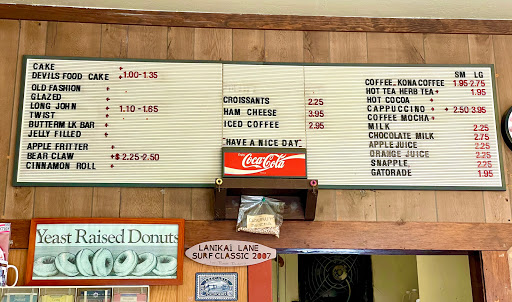 CAKE
DEVILS FOOD CAKE + 1.00-1.35
OLD FASHION
GLAZED
LONG JOHN + 1.10 - 1.65
TWIST
BUTTERMILK BAR
JELLY FILLED
APPLE FRITTER
BEAR CLAW +$ 2.25-2.50
CINNAMON ROLL
CROISSANTS 2.25
HAM CHEESE 3.95
ICED COFFEE 2.95
"HAVE A NICE DAY"
Coca-Cola
SM LG
COFFEE, KONA COFFEE 1.95 2.75
HOT TEA HERB TEA 1.95
HOT COCOA
CAPPUCCINO + 2.50 3.95
COFFEE MOCHA
MILK 2.25
CHOCOLATE MILK 2.75
APPLE JUICE 2.25
ORANGE JUICE 2.25
SNAPPLE 2.25
GATORADE 1.95
Yeast Raised Donuts
LANIKAI LANE
SURF CLASSIC 2007